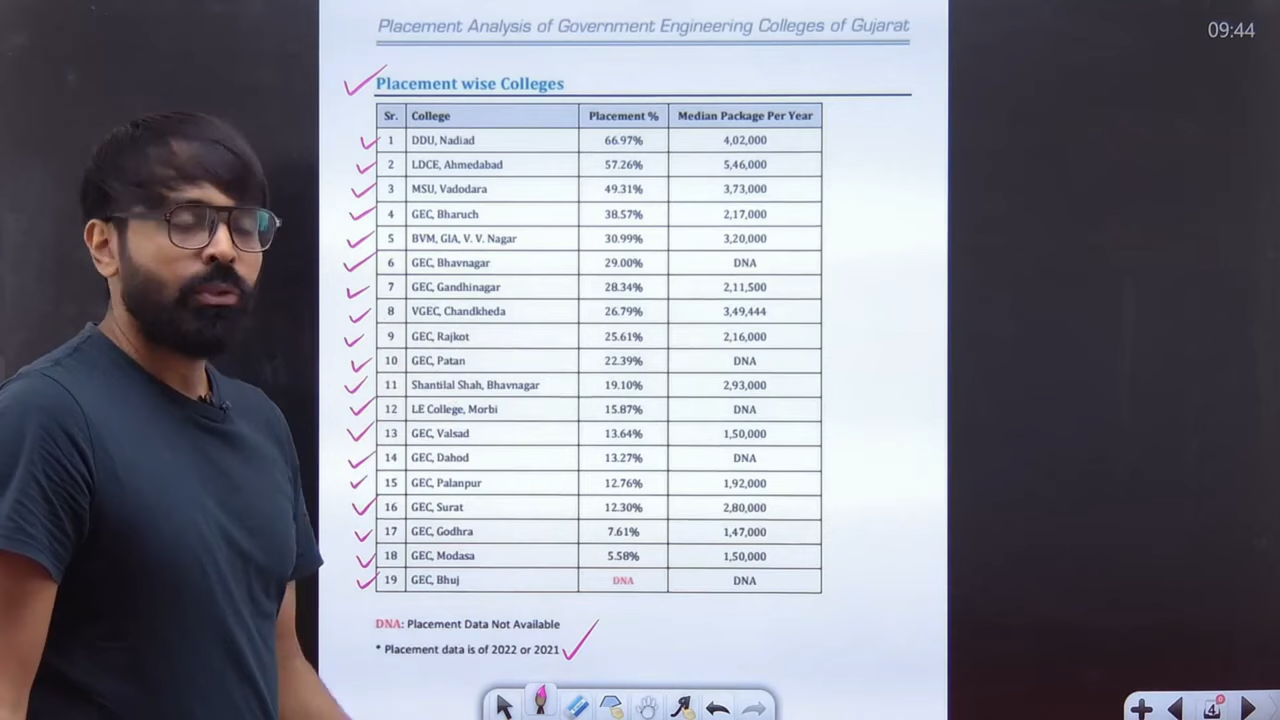 Placement Analysis of Government Engineering Colleges of Gujarat
09:44
Placement wise Colleges
Sr. College Placement % Median Package Per Year
1 DDU, Nadiad 66.97% 4,02,000
2 LDCE, Ahmedabad 57.26% 5,46,000
3 MSU, Vadodara 49.31% 3,73,000
4 GEC, Bharuch 38.57% 2,17,000
5 BVM, GIA, V. V. Nagar 30.99% 3,20,000
6 GEC, Bhavnagar 29.00% DNA
7 GEC, Gandhinagar 28.34% 2,11,500
8 VGEC, Chandkheda 26.79% 3,49,444
9 GEC, Rajkot 25.61% 2,16,000
10 GEC, Patan 22.39% DNA
11 Shantilal Shah, Bhavnagar 19.10% 2,93,000
12 LE College, Morbi 15.87% DNA
13 GEC, Valsad 13.64% 1,50,000
14 GEC, Dahod 13.27% DNA
15 GEC, Palanpur 12.76% 1,92,000
16 GEC, Surat 12.30% 2,80,000
17 GEC, Godhra 7.61% 1,47,000
18 GEC, Modasa 5.58% 1,50,000
19 GEC, Bhuj DNA DNA
DNA: Placement Data Not Available
* Placement data is of 2022 or 2021
4